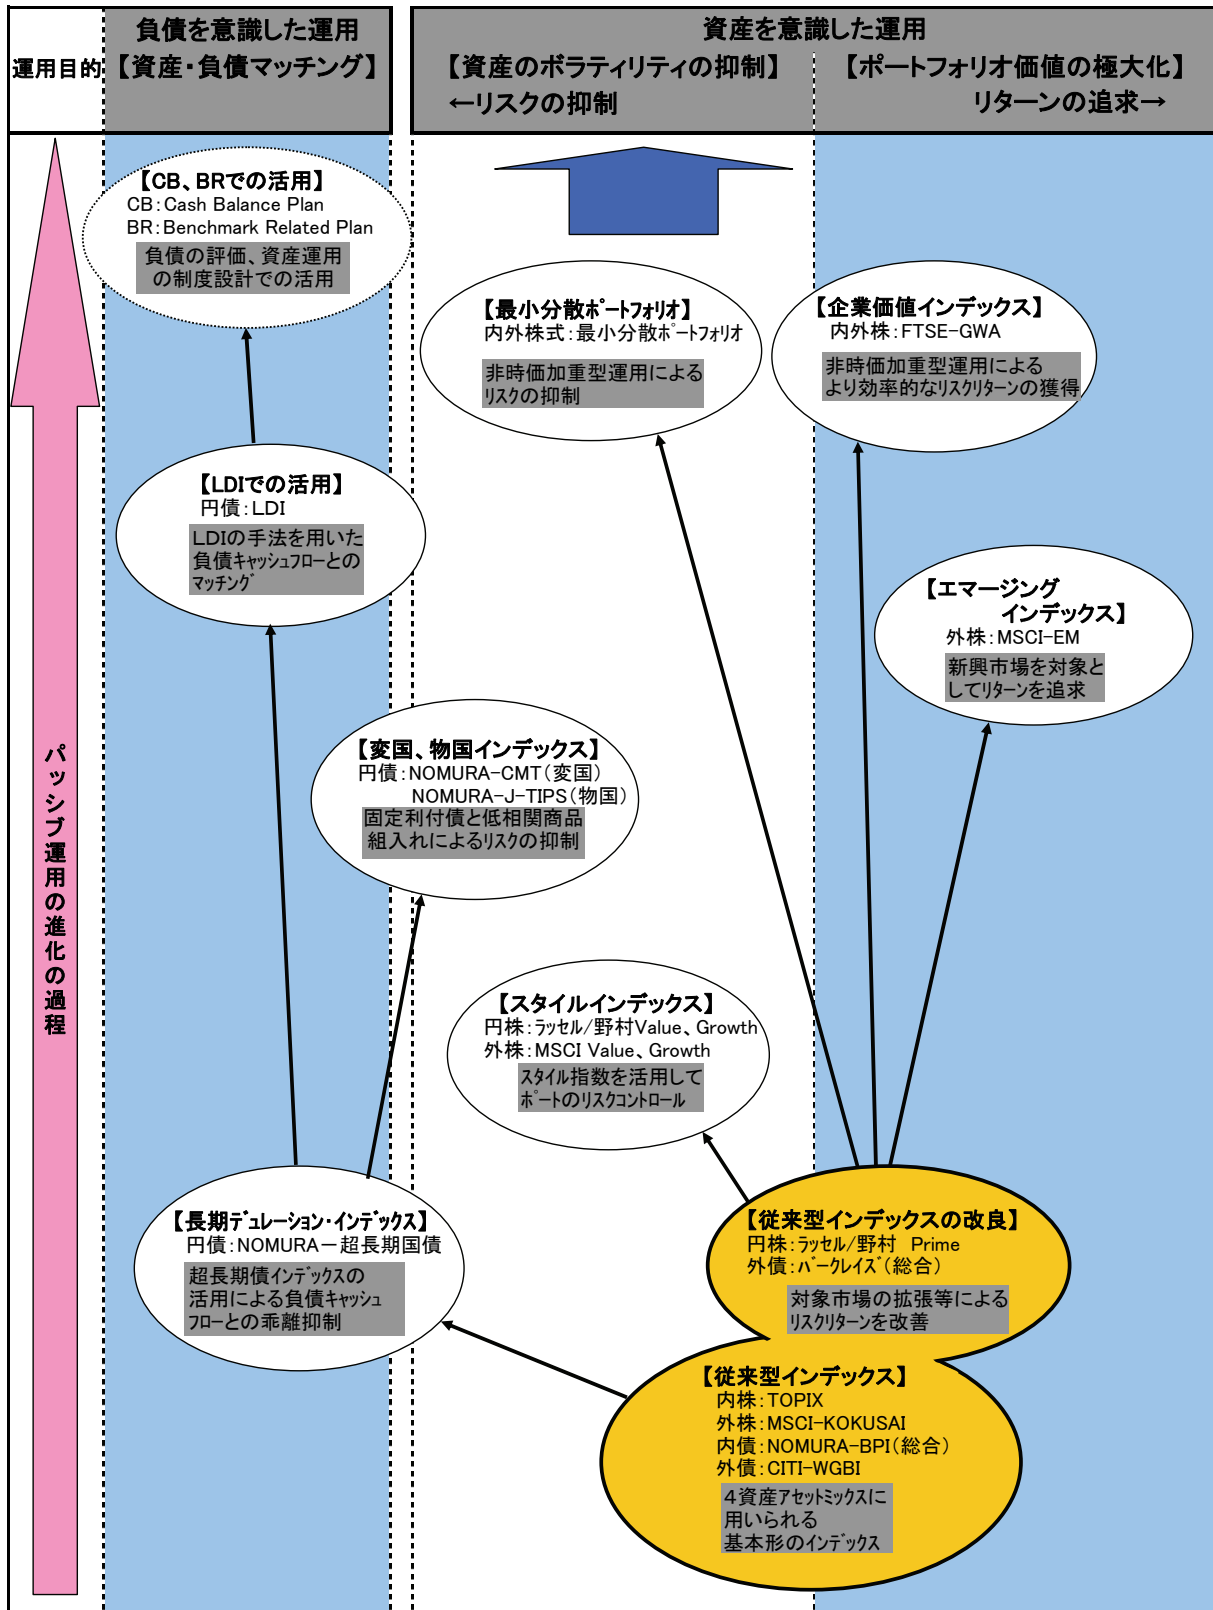 運用目的
負債を意識した運用
【資産・負債マッチング】
資産を意識した運用
【資産のボラティリティの抑制】
【ポートフォリオ価値の極大化】
←リスクの抑制
リターンの追求→
パッシブ運用の進化の過程
【CB、BRでの活用】
CB：Cash Balance Plan
BR：Benchmark Related Plan
負債の評価、資産運用
の制度設計での活用
【最小分散ﾎﾟｰﾄﾌｫﾘｵ】
内外株式：最小分散ﾎﾟｰﾄﾌｫﾘｵ
非時価加重型運用による
ﾘｽｸの抑制
【企業価値インデックス】
内外株：FTSE-GWA
非時価加重型運用による
より効率的なﾘｽｸﾘﾀｰﾝの獲得
【LDIでの活用】
円債：LDI
LDIの手法を用いた
負債ｷｬｯｼｭﾌﾛｰとの
ﾏｯﾁﾝｸﾞ
【エマージング
インデックス】
外株：MSCI-EM
新興市場を対象と
してﾘﾀｰﾝを追求
【変国、物国インデックス】
円債：NOMURA-CMT（変国）
NOMURA-J-TIPS（物国）
固定利付債と低相関商品
組入れによるﾘｽｸの抑制
【スタイルインデックス】
円株：ﾗｯｾﾙ/野村Value、Growth
外株：MSCI Value、Growth
ｽﾀｲﾙ指数を活用して
ﾎﾟｰﾄのﾘｽｸｺﾝﾄﾛｰﾙ
【長期ﾃﾞｭﾚｰｼｮﾝ・ｲﾝﾃﾞｯｸｽ】
円債：NOMURA－超長期国債
超長期債ｲﾝﾃﾞｯｸｽの
活用による負債ｷｬｯｼｭ
ﾌﾛｰとの乖離抑制
【従来型インデックスの改良】
円株：ﾗｯｾﾙ/野村　Prime
外債：ﾊﾞｰｸﾚｲｽﾞ（総合）
対象市場の拡張等による
ﾘｽｸﾘﾀｰﾝを改善
【従来型インデックス】
内株：TOPIX
外株：MSCI-KOKUSAI
内債：NOMURA-BPI（総合）
外債：CITI-WGBI
４資産ｱｾｯﾄﾐｯｸｽに
用いられる
基本形のｲﾝﾃﾞｯｸｽ